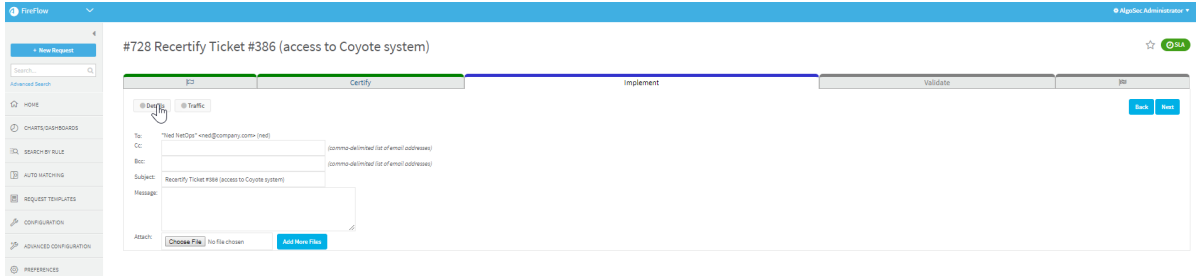 FireFlow
AlgoSec Administrator
+ New Request
#728 Recertify Ticket #386 (access to Coyote system)
SLA
Search...
Advanced Search
Certify
Implement
Validate
HOME
Details
Traffic
Back
Next
CHARTS/DASHBOARDS
To: "Ned NetOps" <ned@company.com> (ned)
Cc: (comma-delimited list of email addresses)
SEARCH BY RULE
Bcc: (comma-delimited list of email addresses)
AUTO MATCHING
Subject: Recertify Ticket #386 (access to Coyote system)
Message:
REQUEST TEMPLATES
CONFIGURATION
Attach: Choose File No file chosen Add More Files
ADVANCED CONFIGURATION
PREFERENCES